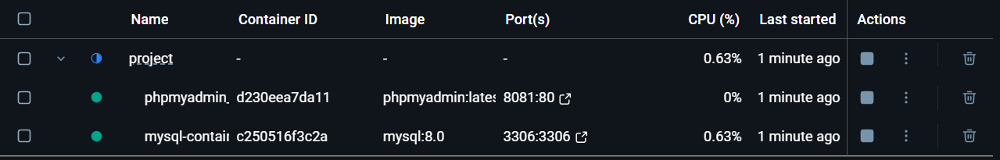 Name Container ID Image Port(s) CPU (%) Last started Actions
project - - - 0.63% 1 minute ago
phpmyadmin_ d230eea7da11 phpmyadmin:lates 8081:80 0% 1 minute ago
mysql-contair c250516f3c2a mysql:8.0 3306:3306 0.63% 1 minute ago